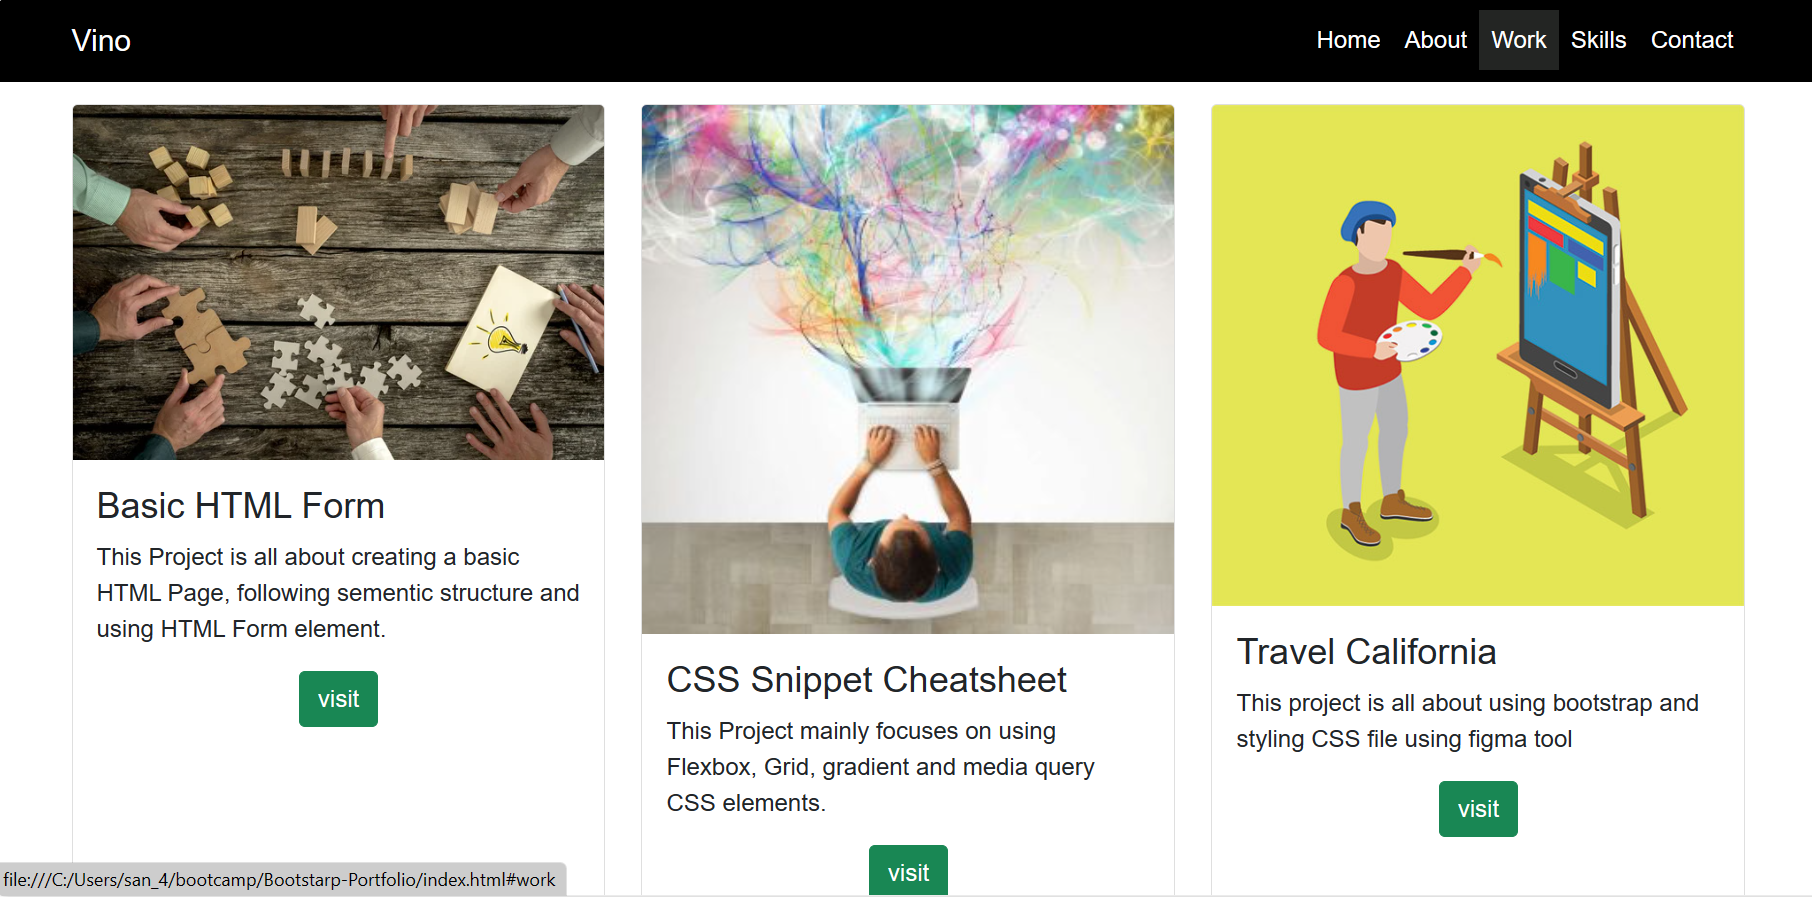 Vino
Home About Work Skills Contact
Basic HTML Form
This Project is all about creating a basic
HTML Page, following sementic structure and
using HTML Form element.
visit
CSS Snippet Cheatsheet
This Project mainly focuses on using
Flexbox, Grid, gradient and media query
CSS elements.
visit
Travel California
This project is all about using bootstrap and
styling CSS file using figma tool
visit
file:///C:/Users/san_4/bootcamp/Bootstarp-Portfolio/index.html#work